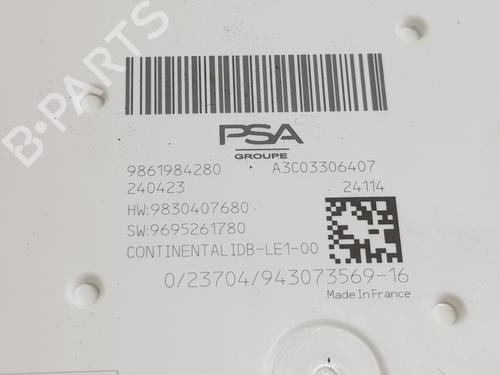 B-PARTS
PSA
GROUPE
9861984280 A3C03306407
240423 24114
HW:9830407680
SW:9695261780
CONTINENTALIDB-LE1-00
0/23704/943073569-16
Made In France